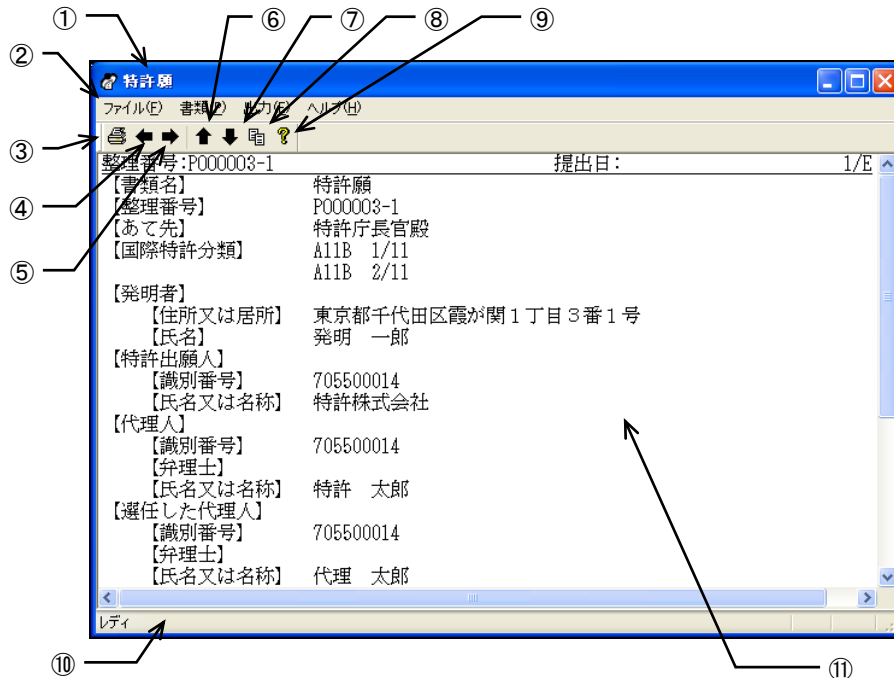 ① ⑥ ⑦ ⑧ ⑨
②
特許願
ファイル(F) 書類(P) 出力(E) ヘルプ(H)
③
整理番号:P000003-1 提出日: 1/E
【書類名】 特許願
④ 【整理番号】 P000003-1
【あて先】 特許庁長官殿
⑤ 【国際特許分類】 A11B 1/11
A11B 2/11
【発明者】
【住所又は居所】 東京都千代田区霞が関1丁目3番1号
【氏名】 発明 一郎
【特許出願人】
【識別番号】 705500014
【氏名又は名称】 特許株式会社
【代理人】
【識別番号】 705500014
【弁理士】
【氏名又は名称】 特許 太郎
【選任した代理人】
【識別番号】 705500014
【弁理士】
【氏名又は名称】 代理 太郎
レディ
⑩ ⑪